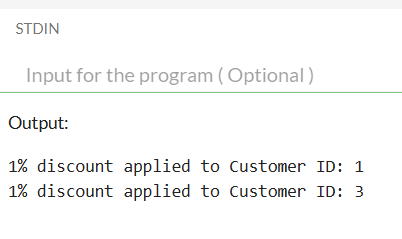 STDIN
Input for the program ( Optional )
Output:
1% discount applied to Customer ID: 1
1% discount applied to Customer ID: 3